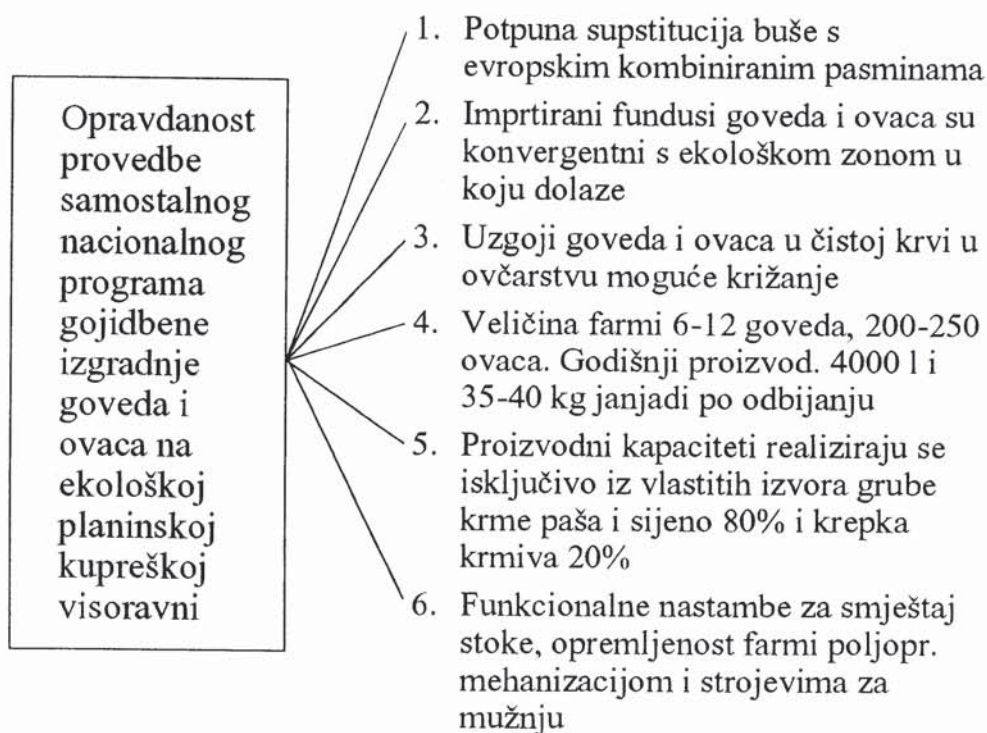 Opravdanost
provedbe
samostalnog
nacionalnog
programa
gojidbene
izgradnje
goveda i
ovaca na
ekološkoj
planinskoj
kupreškoj
visoravni
1. Potpuna supstitucija buše s
evropskim kombiniranim pasminama
2. Imprtirani fundusi goveda i ovaca su
konvergentni s ekološkom zonom u
koju dolaze
3. Uzgoji goveda i ovaca u čistoj krvi u
ovčarstvu moguće križanje
4. Veličina farmi 6-12 goveda, 200-250
ovaca. Godišnji proizvod. 4000 l i
35-40 kg janjadi po odbijanju
5. Proizvodni kapaciteti realiziraju se
isključivo iz vlastitih izvora grube
krme paša i sijeno 80% i krepka
krmiva 20%
6. Funkcionalne nastambe za smještaj
stoke, opremljenost farmi poljopr.
mehanizacijom i strojevima za
mužnju